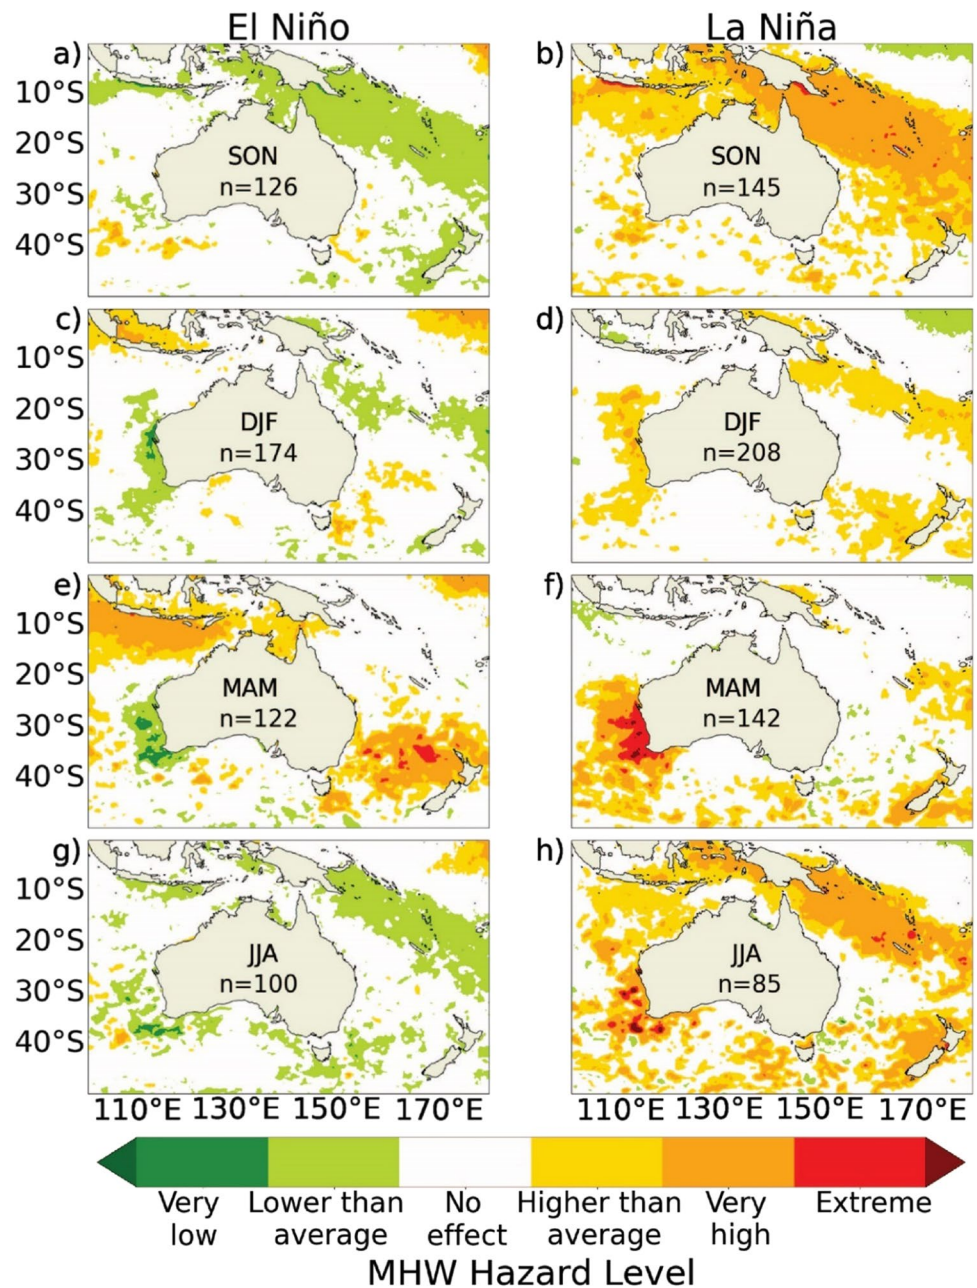 El Niño
La Niña
a)
b)
10°S
20°S
30°S
40°S
SON
n=126
SON
n=145
c)
d)
10°S
20°S
30°S
40°S
DJF
n=174
DJF
n=208
e)
f)
10°S
20°S
30°S
40°S
MAM
n=122
MAM
n=142
g)
h)
10°S
20°S
30°S
40°S
JJA
n=100
JJA
n=85
110°E 130°E 150°E 170°E
110°E 130°E 150°E 170°E
Very low
Lower than average
No effect
Higher than average
Very high
Extreme
MHW Hazard Level